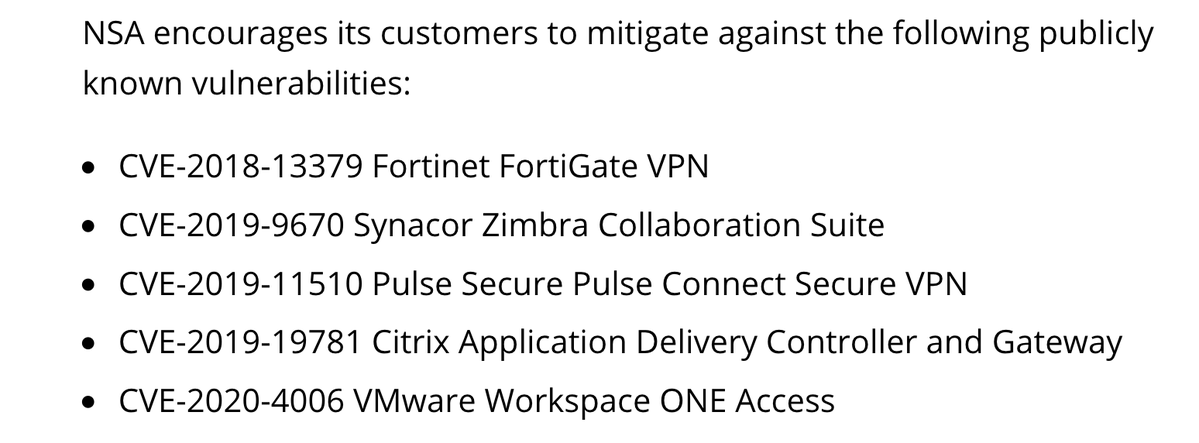 NSA encourages its customers to mitigate against the following publicly
known vulnerabilities:
• CVE-2018-13379 Fortinet FortiGate VPN
• CVE-2019-9670 Synacor Zimbra Collaboration Suite
• CVE-2019-11510 Pulse Secure Pulse Connect Secure VPN
• CVE-2019-19781 Citrix Application Delivery Controller and Gateway
• CVE-2020-4006 VMware Workspace ONE Access